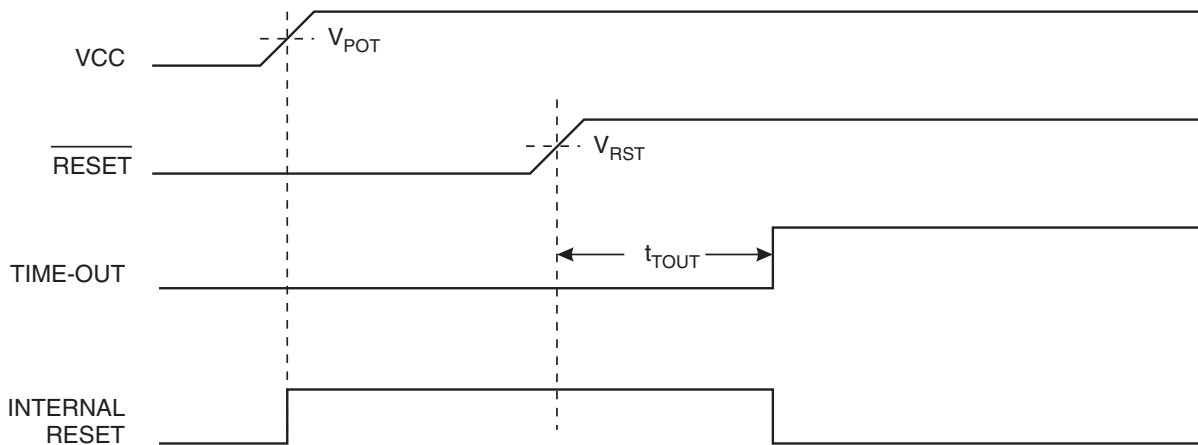 VCC
V_POT
RESET
V_RST
TIME-OUT
t_TOUT
INTERNAL
RESET